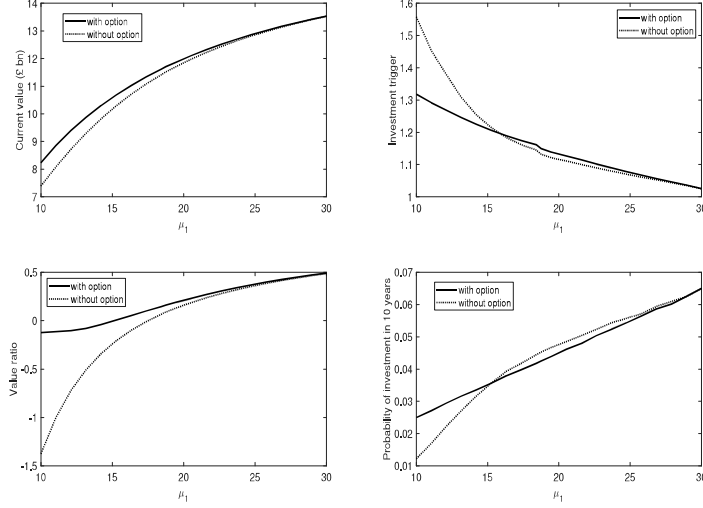 14
13
12
11
10
9
8
7
Current value (£ bn)
with option
without option
10 15 20 25 30
μ1
1.6
1.5
1.4
1.3
1.2
1.1
1
Investment trigger
with option
without option
10 15 20 25 30
μ1
0.5
0
-0.5
-1
-1.5
Value ratio
with option
without option
10 15 20 25 30
μ1
0.07
0.06
0.05
0.04
0.03
0.02
0.01
Probability of investment in 10 years
with option
without option
10 15 20 25 30
μ1